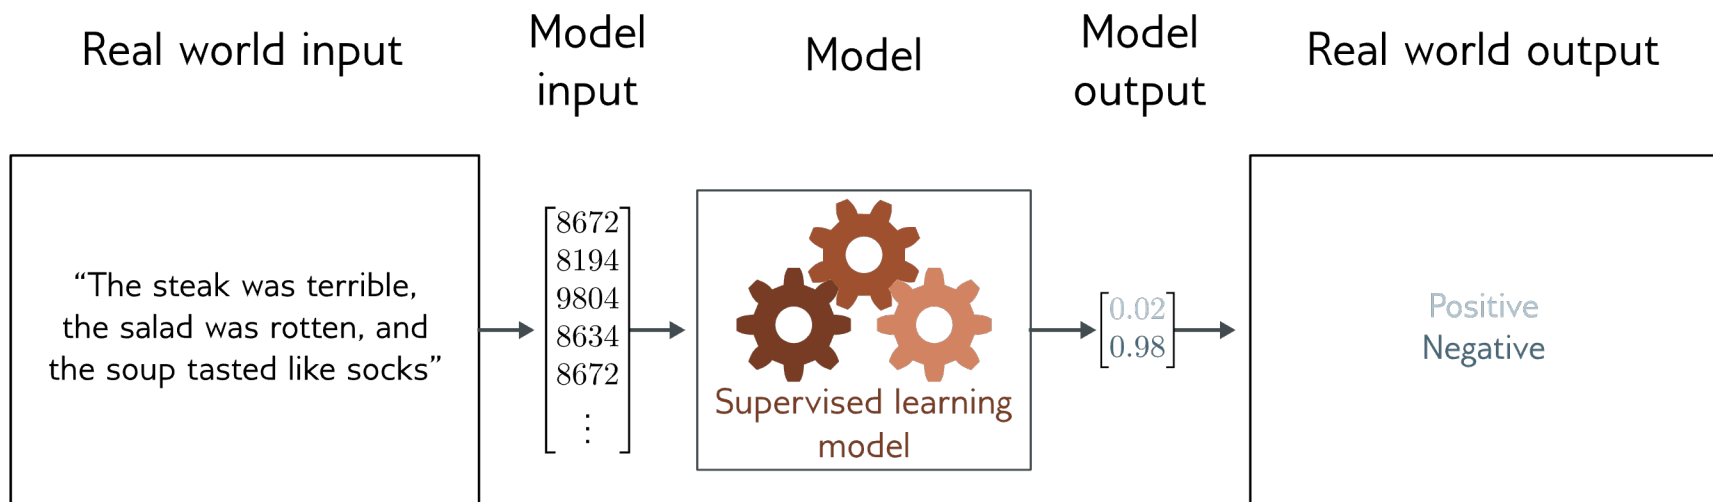 Real world input
Model
input
Model
Model
output
Real world output
“The steak was terrible,
the salad was rotten, and
the soup tasted like socks”
8672
8194
9804
8634
8672
⋮
Supervised learning
model
0.02
0.98
Positive
Negative